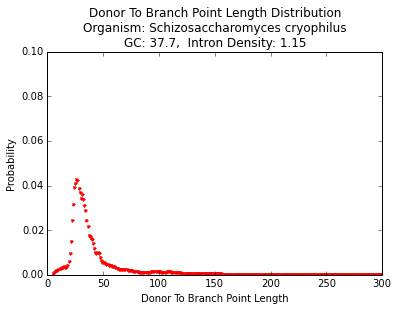 Donor To Branch Point Length Distribution
Organism: Schizosaccharomyces cryophilus
GC: 37.7,  Intron Density: 1.15
0.10
0.08
0.06
0.04
0.02
0.00
Probability
0 50 100 150 200 250 300
Donor To Branch Point Length